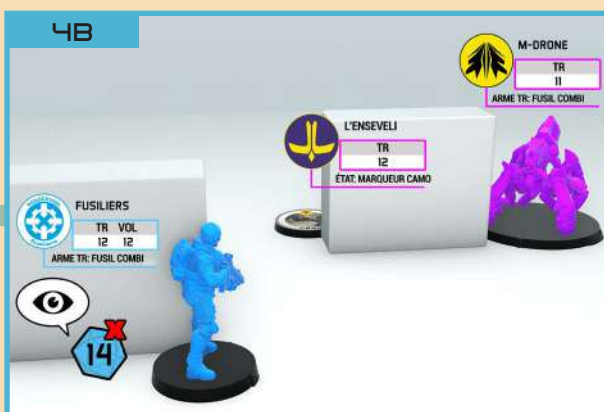 4B
M-DRONE
TR
11
ARME TR: FUSIL COMBI
L'ENSEVELI
TR
12
ÉTAT: MARQUEUR CAMO
FUSILIERS
TR VOL
12 12
ARME TR: FUSIL COMBI
14
X